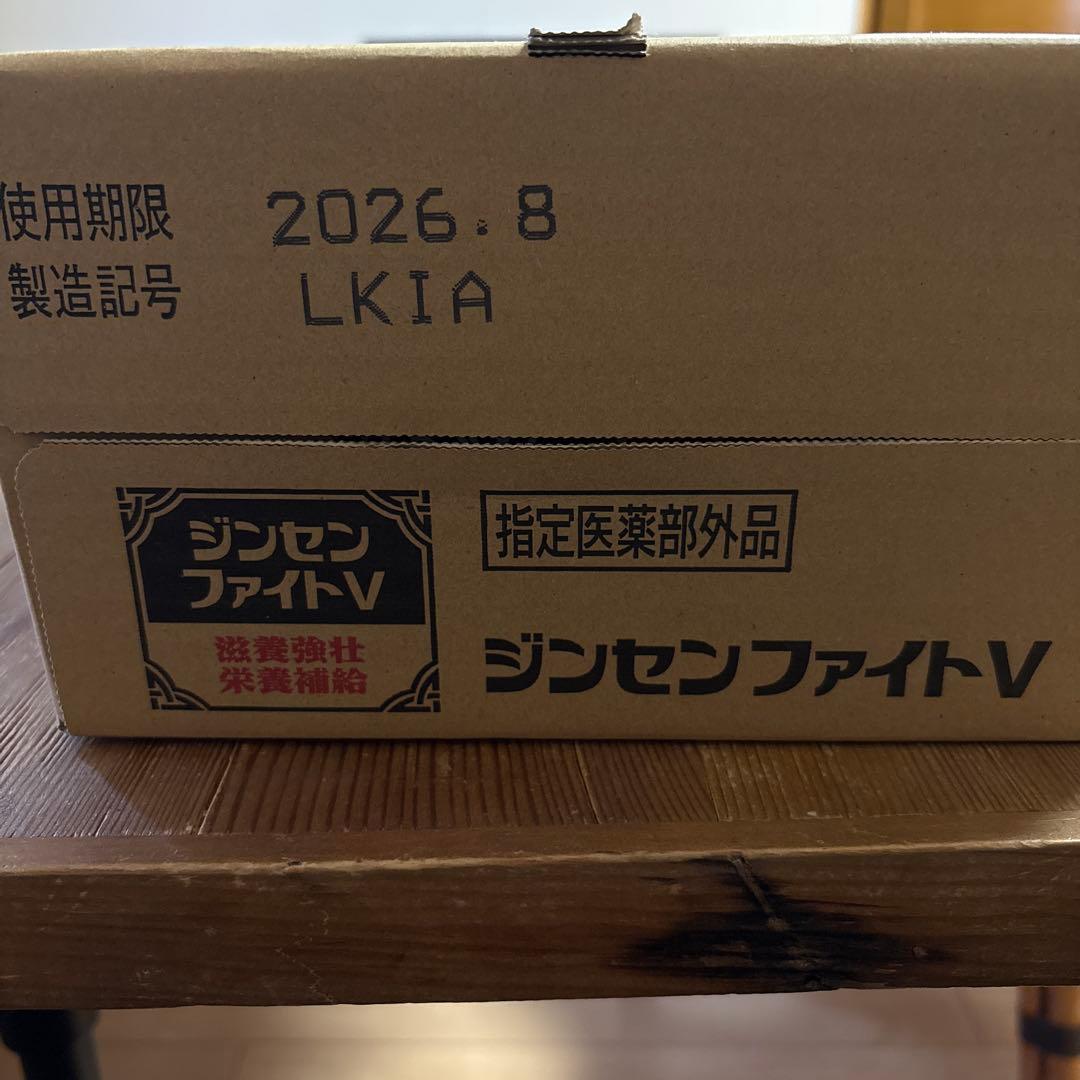 使用期限 2026.8
製造記号 LKIA
ジンセン
ファイトV
滋養強壮
栄養補給
指定医薬部外品
ジンセンファイトV